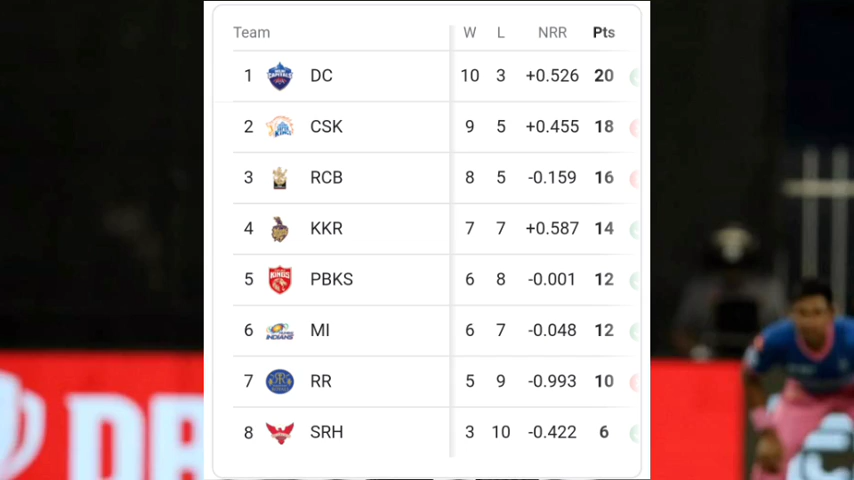 Team W L NRR Pts
1 DC 10 3 +0.526 20
2 CSK 9 5 +0.455 18
3 RCB 8 5 -0.159 16
4 KKR 7 7 +0.587 14
5 PBKS 6 8 -0.001 12
6 MI 6 7 -0.048 12
7 RR 5 9 -0.993 10
8 SRH 3 10 -0.422 6